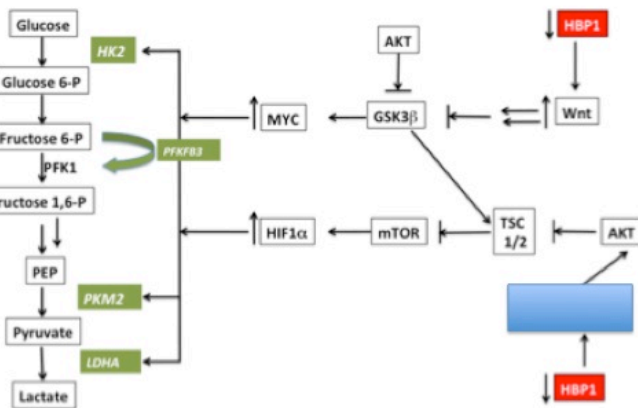 Glucose
HK2
Glucose 6-P
Fructose 6-P
PFK1
PFKFB3
ructose 1,6-P
PEP
PKM2
Pyruvate
LDHA
Lactate
AKT
MYC
GSK3β
Wnt
HBP1
HIF1α
mTOR
TSC
1/2
AKT
HBP1